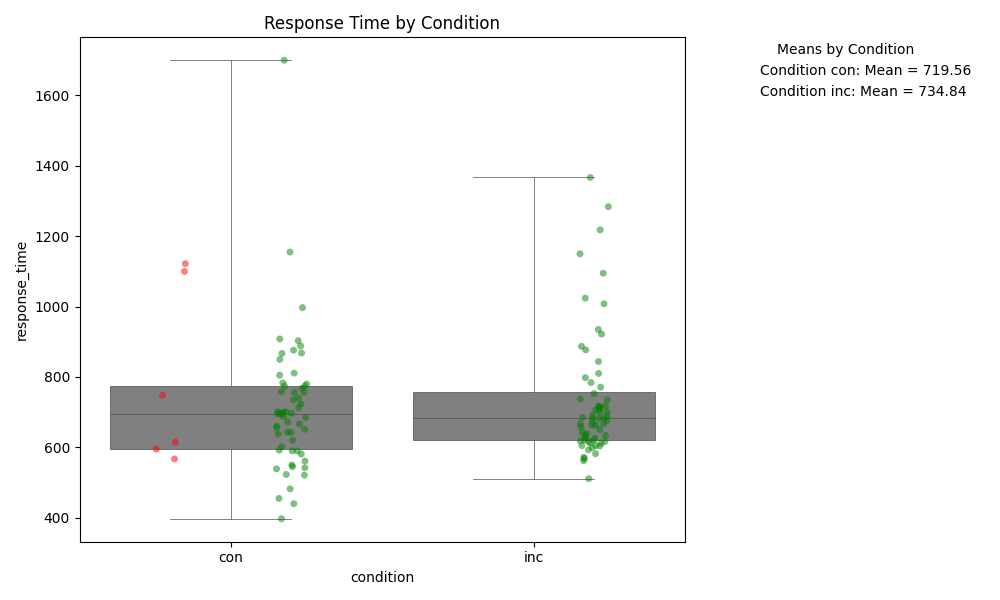 Response Time by Condition
Means by Condition
Condition con: Mean = 719.56
Condition inc: Mean = 734.84
response_time
1600
1400
1200
1000
800
600
400
con
inc
condition